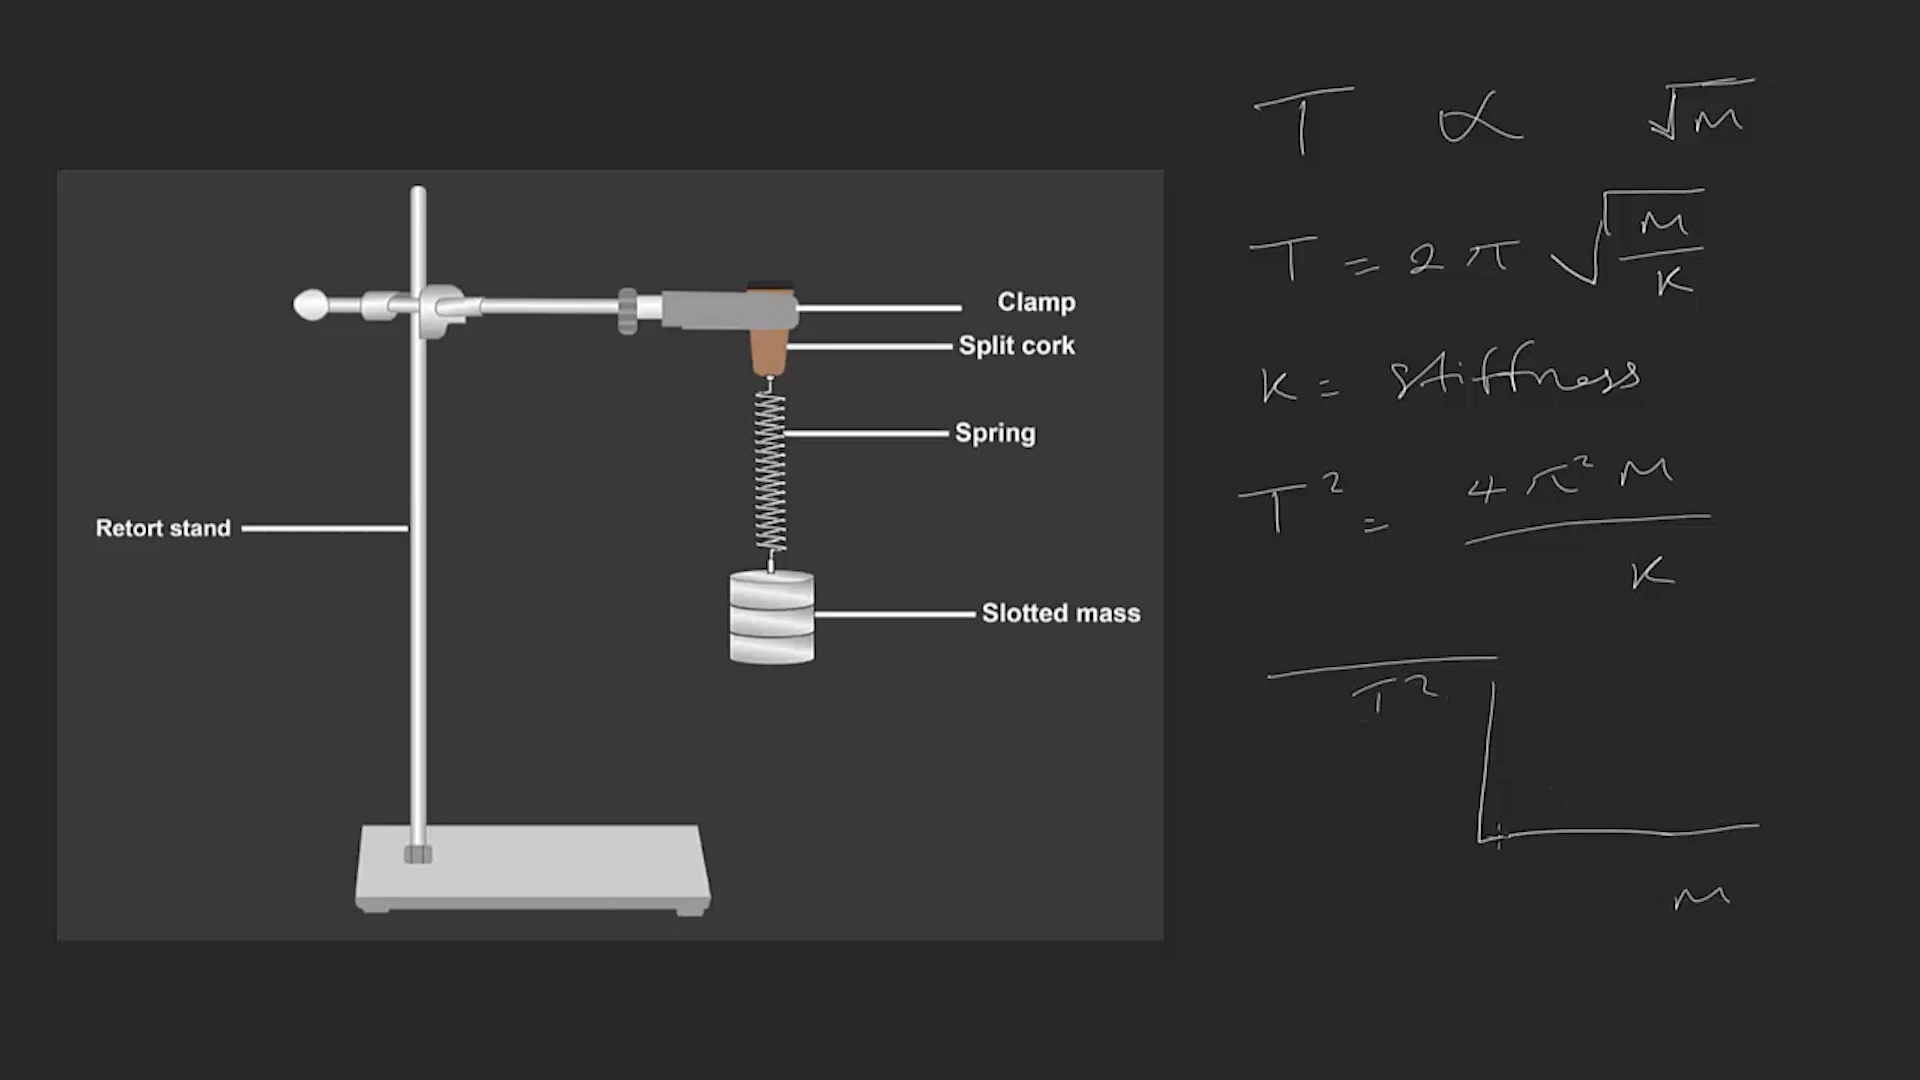 Clamp
Split cork
Spring
Retort stand
Slotted mass
T ∝ √M
T = 2π √(M/K)
K = stiffness
T² = 4π²M/K
T²
M